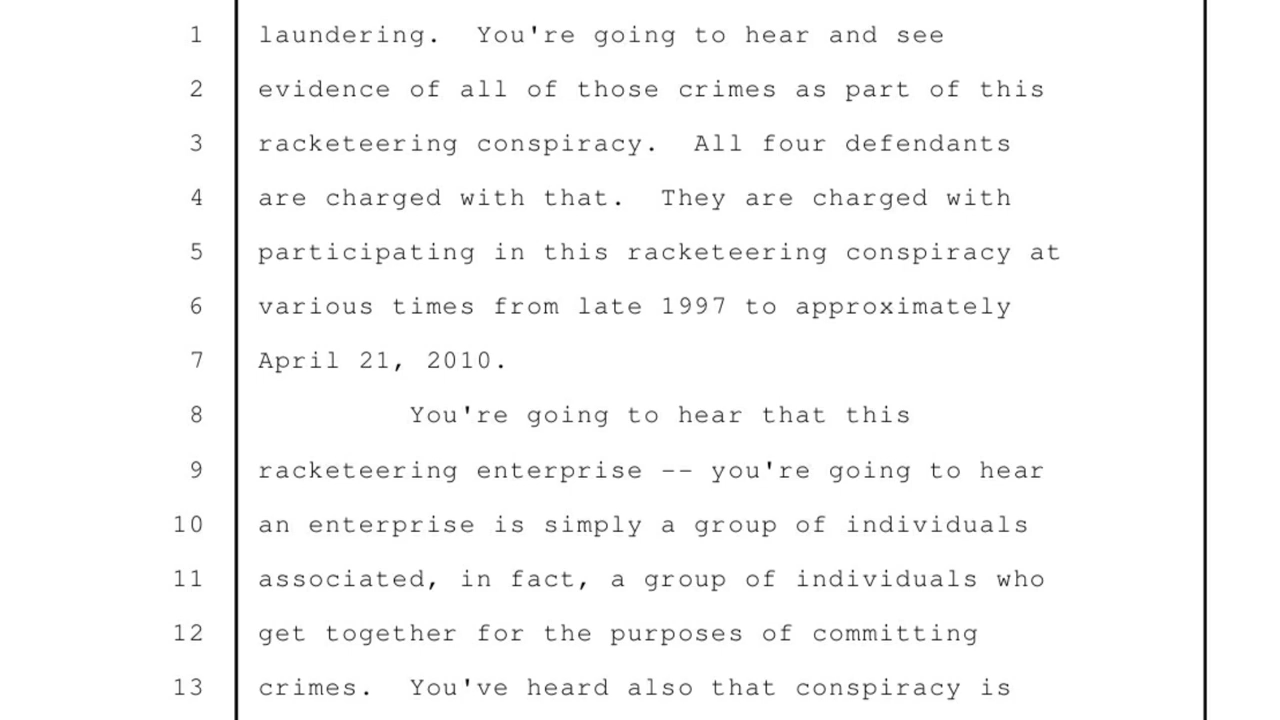 1 laundering. You're going to hear and see
2 evidence of all of those crimes as part of this
3 racketeering conspiracy. All four defendants
4 are charged with that. They are charged with
5 participating in this racketeering conspiracy at
6 various times from late 1997 to approximately
7 April 21, 2010.
8 You're going to hear that this
9 racketeering enterprise -- you're going to hear
10 an enterprise is simply a group of individuals
11 associated, in fact, a group of individuals who
12 get together for the purposes of committing
13 crimes. You've heard also that conspiracy is